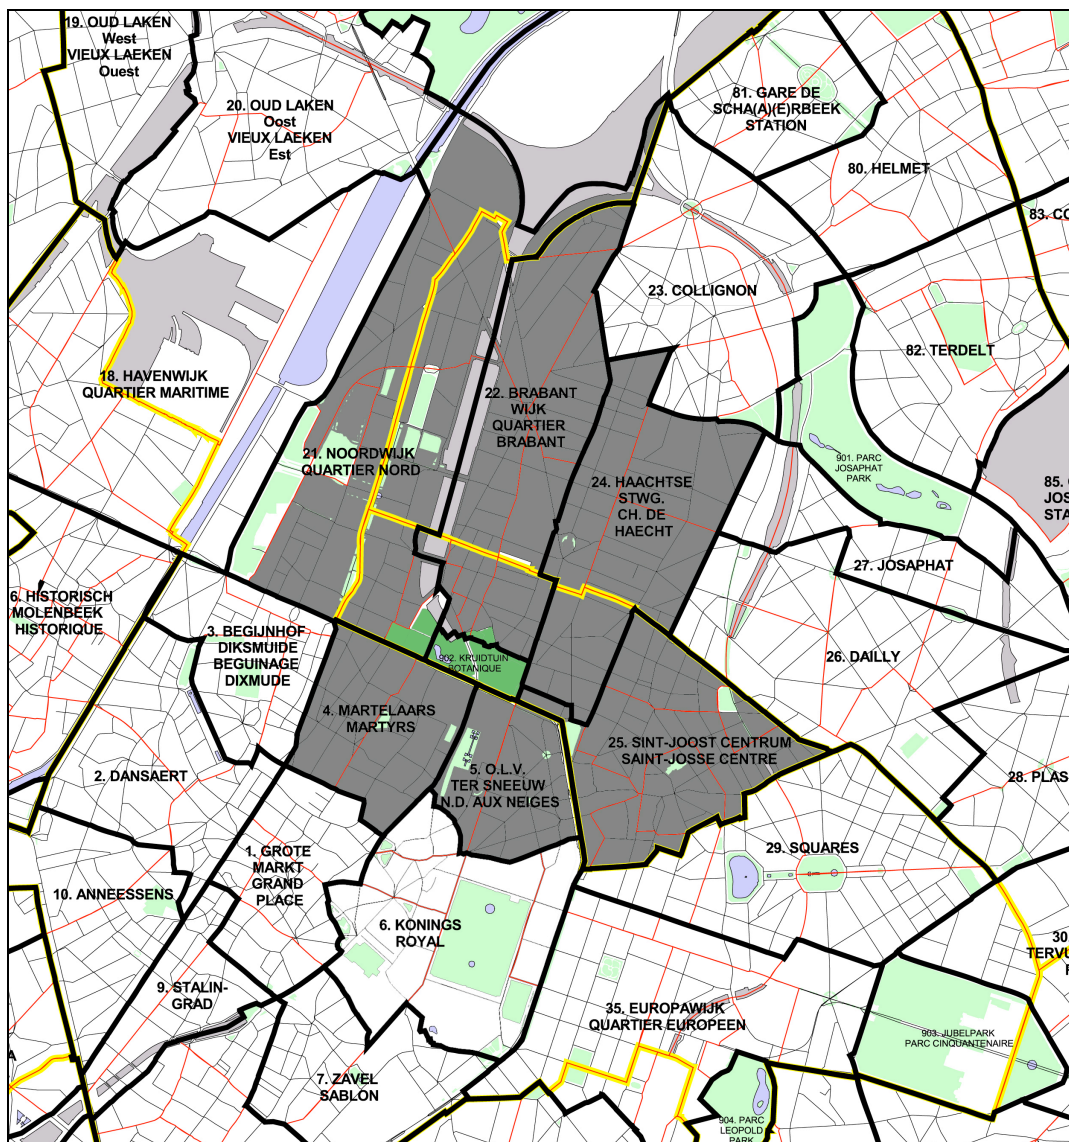 19. OUD LAKEN
West
VIEUX LAEKEN
Ouest
20. OUD LAKEN
Oost
VIEUX LAEKEN
Est
81. GARE DE
SCHA(A)(E)RBEEK
STATION
80. HELMET
83. CO
23. COLLIGNON
82. TERDELT
18. HAVENWIJK
QUARTIER MARITIME
22. BRABANT
WIJK
QUARTIER
BRABANT
21. NOORDWIJK
QUARTIER NORD
24. HAACHTSE
STWG.
CH. DE
HAECHT
901. PARC
JOSAPHAT
PARK
85.
JOS
STA
27. JOSAPHAT
6. HISTORISCH
MOLENBEEK
HISTORIQUE
3. BEGIJNHOF
DIKSMUIDE
BEGUINAGE
DIXMUDE
902. KRUIDTUIN
BOTANIQUE
26. DAILLY
4. MARTELAARS
MARTYRS
25. SINT-JOOST CENTRUM
SAINT-JOSSE CENTRE
2. DANSAERT
5. O.L.V.
TER SNEEUW
N.D. AUX NEIGES
28. PLAS
1. GROTE
MARKT
GRAND
PLACE
29. SQUARES
10. ANNEESSENS
6. KONINGS
ROYAL
30.
TERVU
9. STALIN-
GRAD
35. EUROPAWIJK
QUARTIER EUROPEEN
903. JUBELPARK
PARC CINQUANTENAIRE
A
7. ZAVEL
SABLON
904. PARC
LEOPOLD
PARK